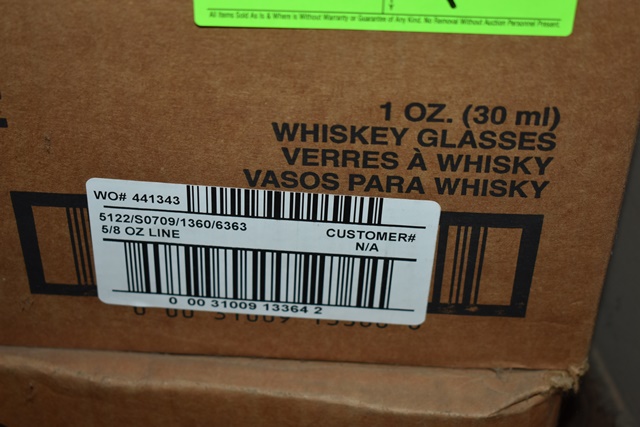 All Items Sold As Is & Where is Without Warranty or Guarantee of Any Kind. No Removal Without Auction Personnel Present.
1 OZ. (30 ml)
WHISKEY GLASSES
VERRES À WHISKY
VASOS PARA WHISKY
WO# 441343
5122/S0709/1360/6363
5/8 OZ LINE
CUSTOMER#
N/A
0 00 31009 13364 2